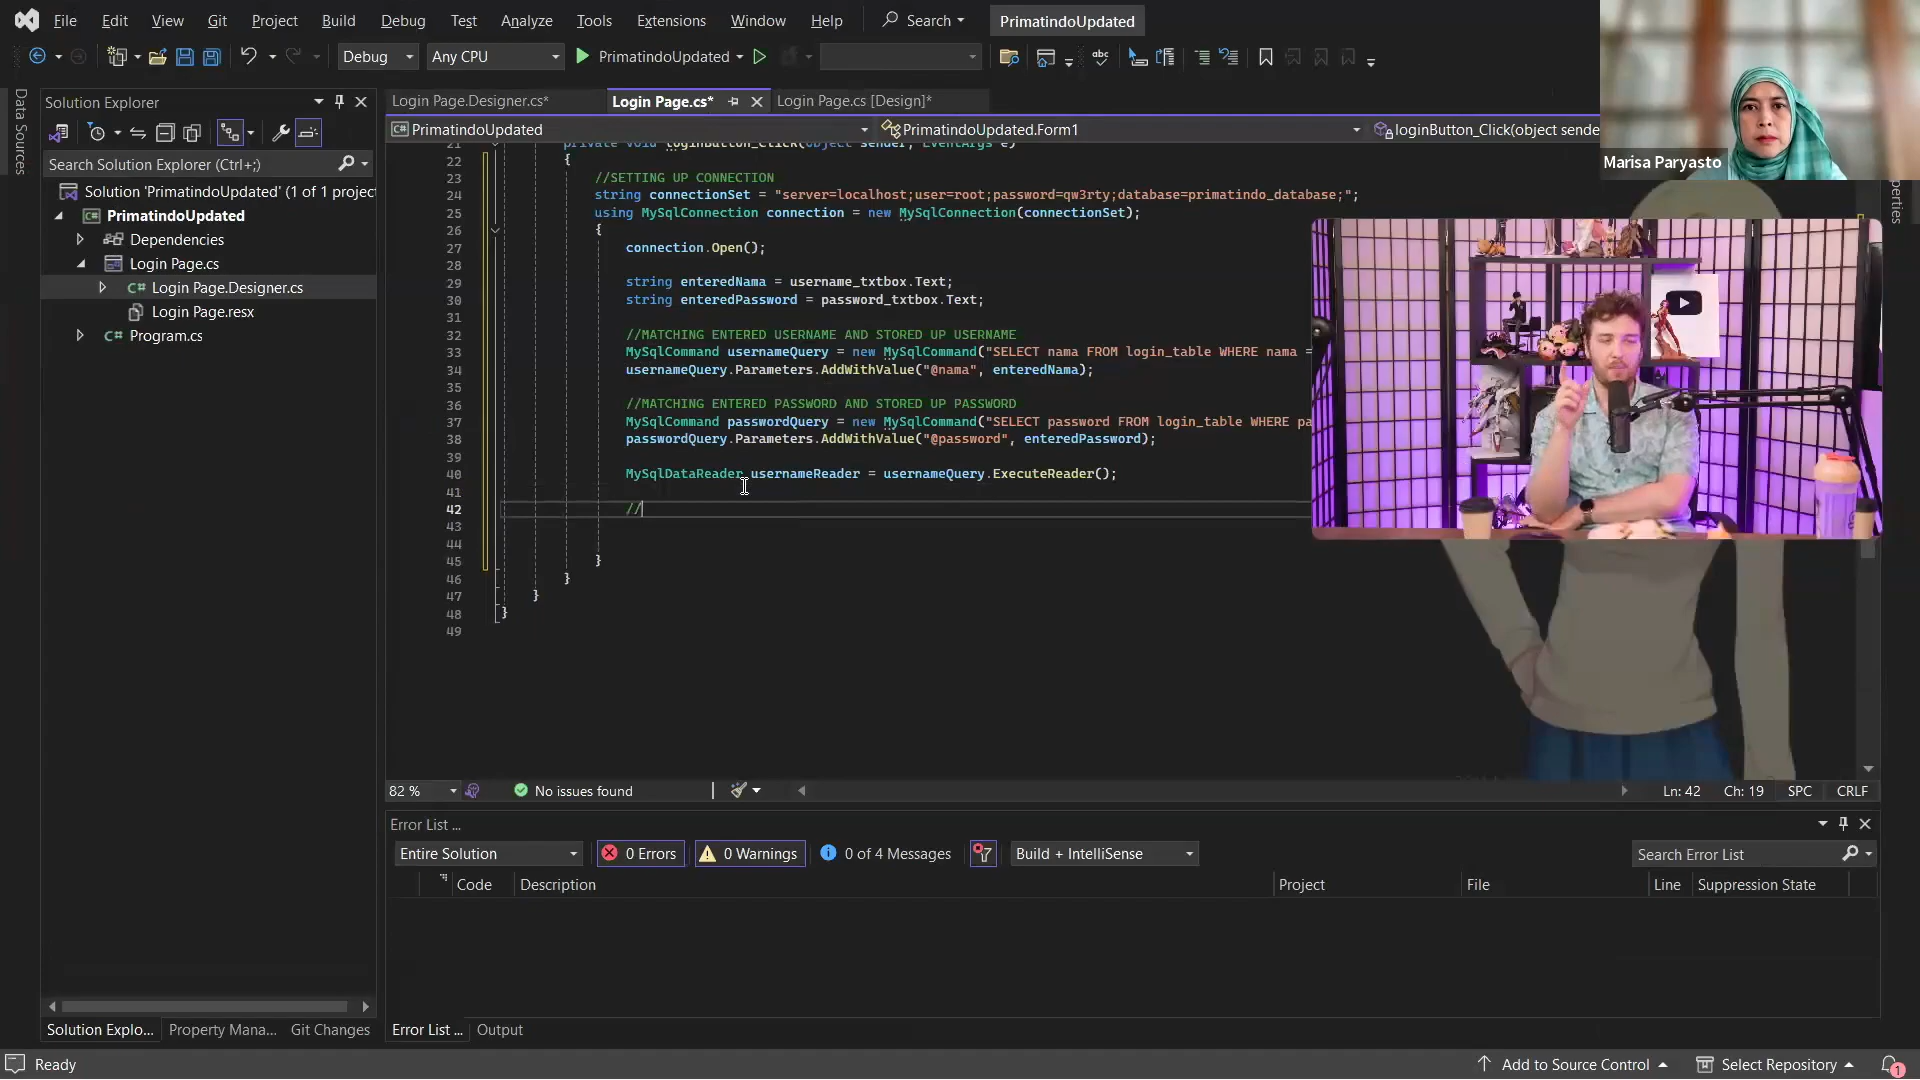 File Edit View Git Project Build Debug Test Analyze Tools Extensions Window Help Search PrimatindoUpdated
Debug Any CPU PrimatindoUpdated
Data Sources
Solution Explorer
Search Solution Explorer (Ctrl+;)
Solution 'PrimatindoUpdated' (1 of 1 project
PrimatindoUpdated
Dependencies
Login Page.cs
C# Login Page.Designer.cs
Login Page.resx
C# Program.cs
Login Page.Designer.cs* Login Page.cs* Login Page.cs [Design]*
PrimatindoUpdated PrimatindoUpdated.Form1 loginButton_Click(object sende
21 private void loginButton_Click(object sender, EventArgs e)
22 {
23 //SETTING UP CONNECTION
24 string connectionSet = "server=localhost;user=root;password=qw3rty;database=primatindo_database;";
25 using MySqlConnection connection = new MySqlConnection(connectionSet);
26 {
27 connection.Open();
28
29 string enteredNama = username_txtbox.Text;
30 string enteredPassword = password_txtbox.Text;
31
32 //MATCHING ENTERED USERNAME AND STORED UP USERNAME
33 MySqlCommand usernameQuery = new MySqlCommand("SELECT nama FROM login_table WHERE nama =
34 usernameQuery.Parameters.AddWithValue("@nama", enteredNama);
35
36 //MATCHING ENTERED PASSWORD AND STORED UP PASSWORD
37 MySqlCommand passwordQuery = new MySqlCommand("SELECT password FROM login_table WHERE pa
38 passwordQuery.Parameters.AddWithValue("@password", enteredPassword);
39
40 MySqlDataReader usernameReader = usernameQuery.ExecuteReader();
41
42 //
43
44
45 }
46 }
47 }
48 }
49
Marisa Paryasto
Properties
82 % No issues found Ln: 42 Ch: 19 SPC CRLF
Error List ...
Entire Solution 0 Errors 0 Warnings 0 of 4 Messages Build + IntelliSense Search Error List
Code Description Project File Line Suppression State
Solution Explo... Property Mana... Git Changes Error List ... Output
Ready Add to Source Control Select Repository 1